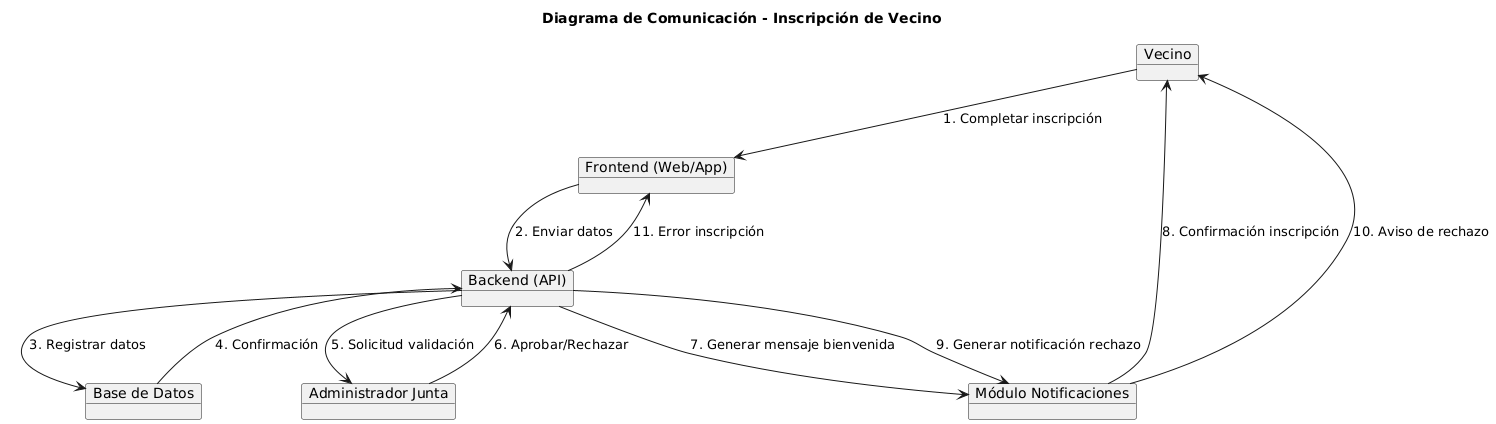 Diagrama de Comunicación - Inscripción de Vecino
Vecino
1. Completar inscripción
Frontend (Web/App)
2. Enviar datos
11. Error inscripción
8. Confirmación inscripción
10. Aviso de rechazo
Backend (API)
3. Registrar datos
4. Confirmación
5. Solicitud validación
6. Aprobar/Rechazar
7. Generar mensaje bienvenida
9. Generar notificación rechazo
Base de Datos
Administrador Junta
Módulo Notificaciones